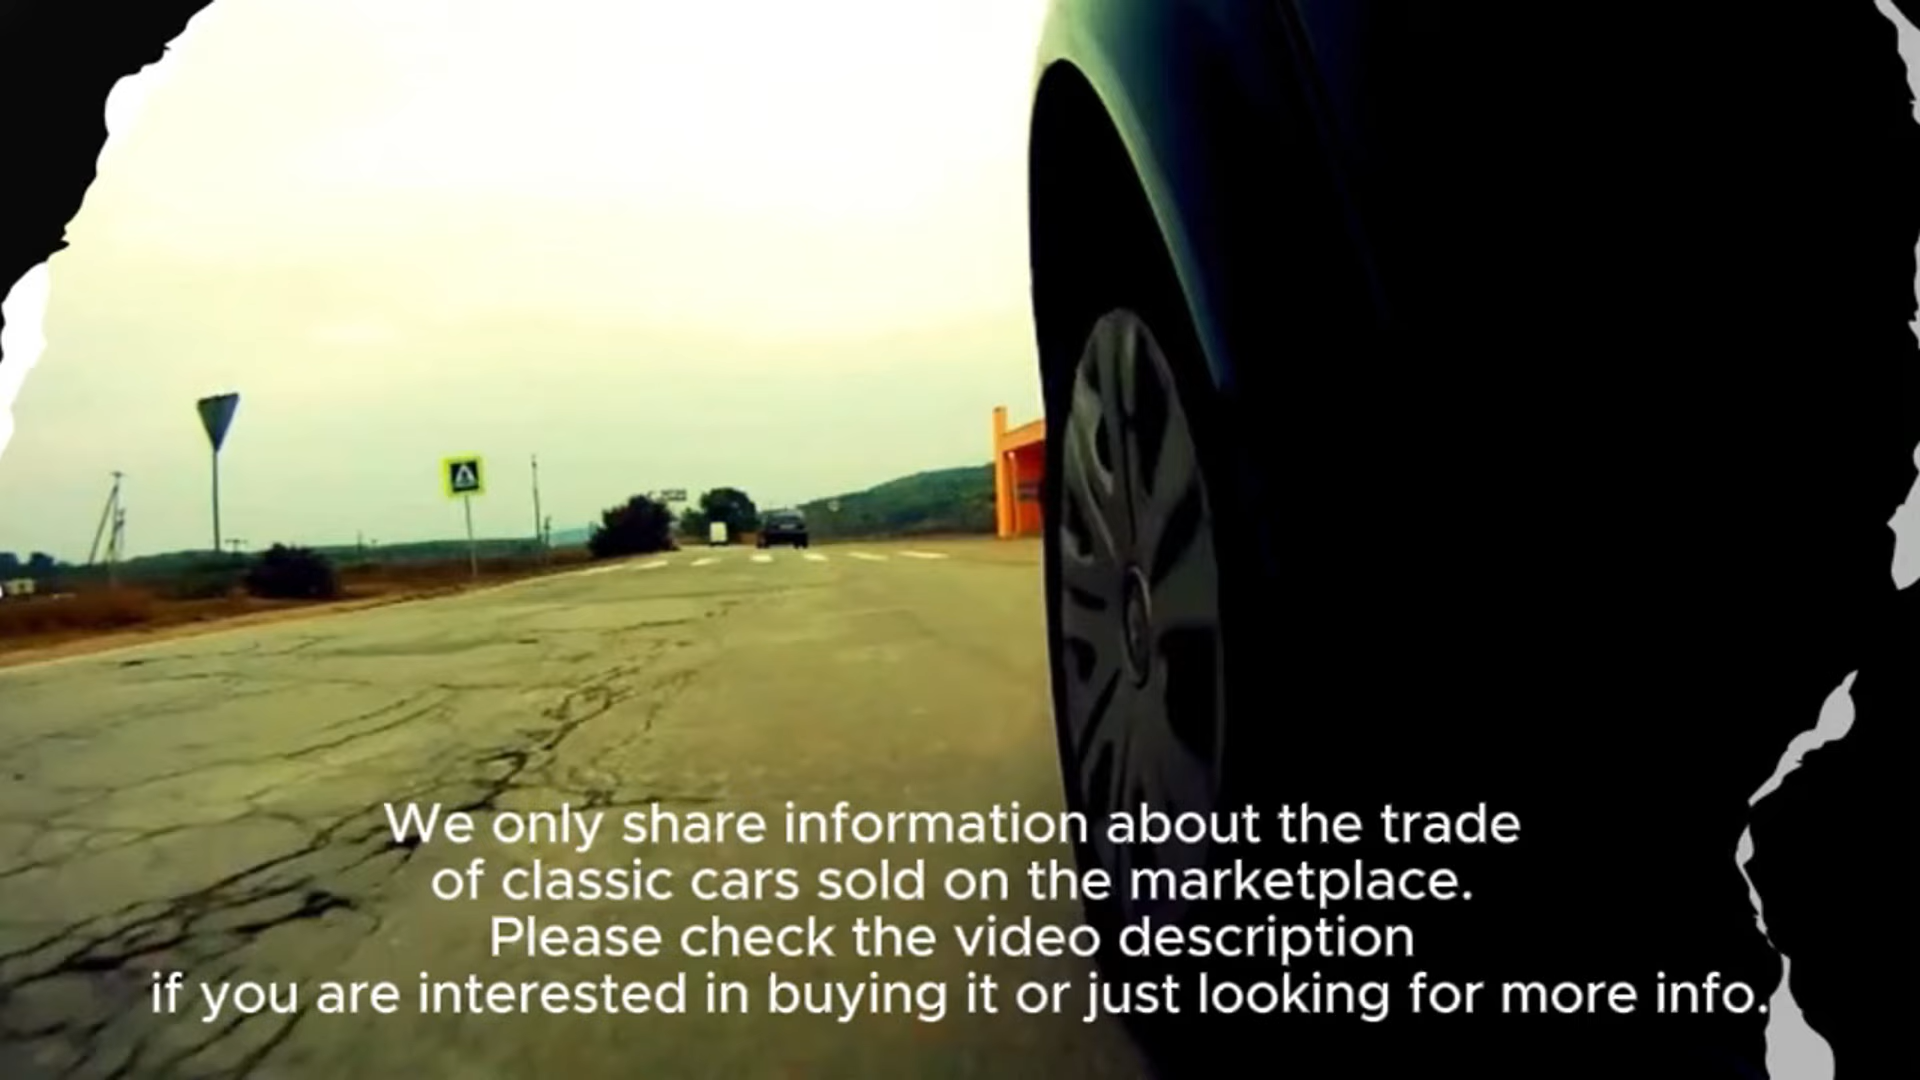 We only share information about the trade
of classic cars sold on the marketplace.
Please check the video description
if you are interested in buying it or just looking for more info.